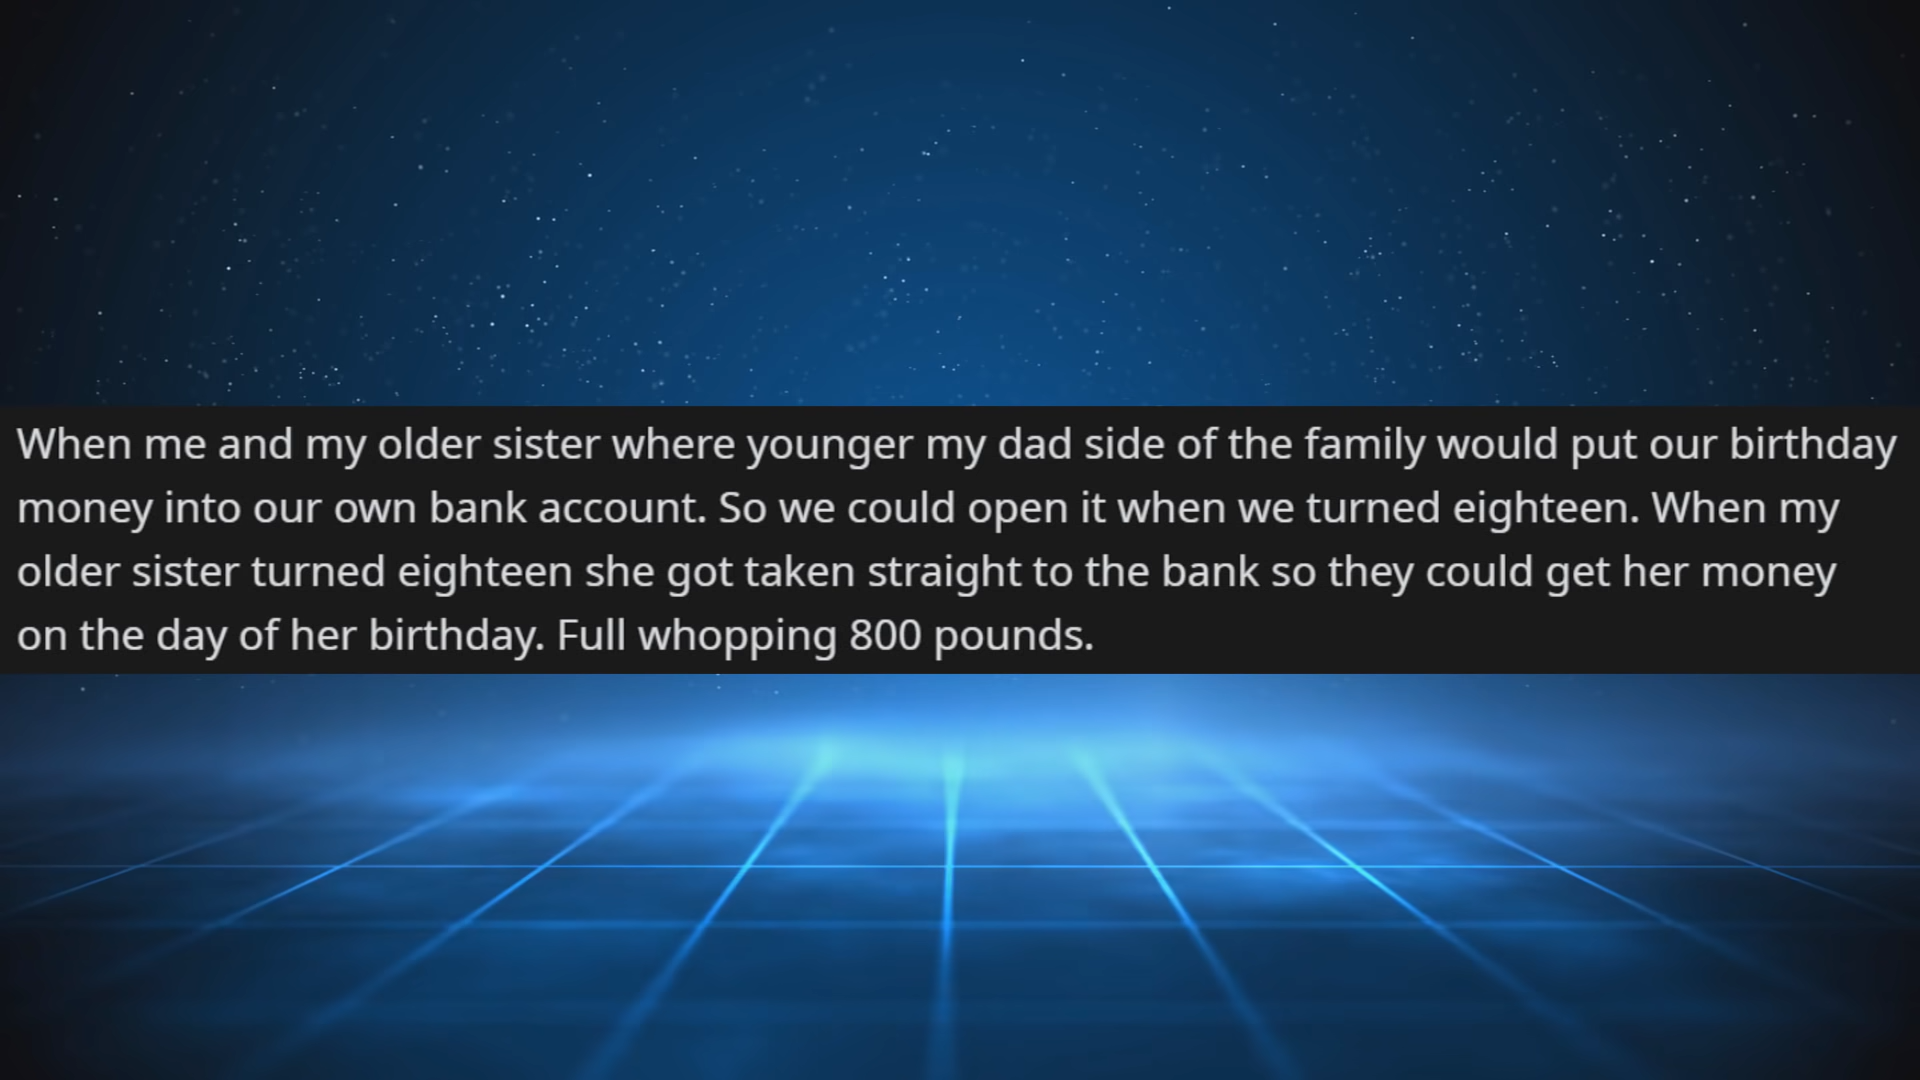 When me and my older sister where younger my dad side of the family would put our birthday
money into our own bank account. So we could open it when we turned eighteen. When my
older sister turned eighteen she got taken straight to the bank so they could get her money
on the day of her birthday. Full whopping 800 pounds.